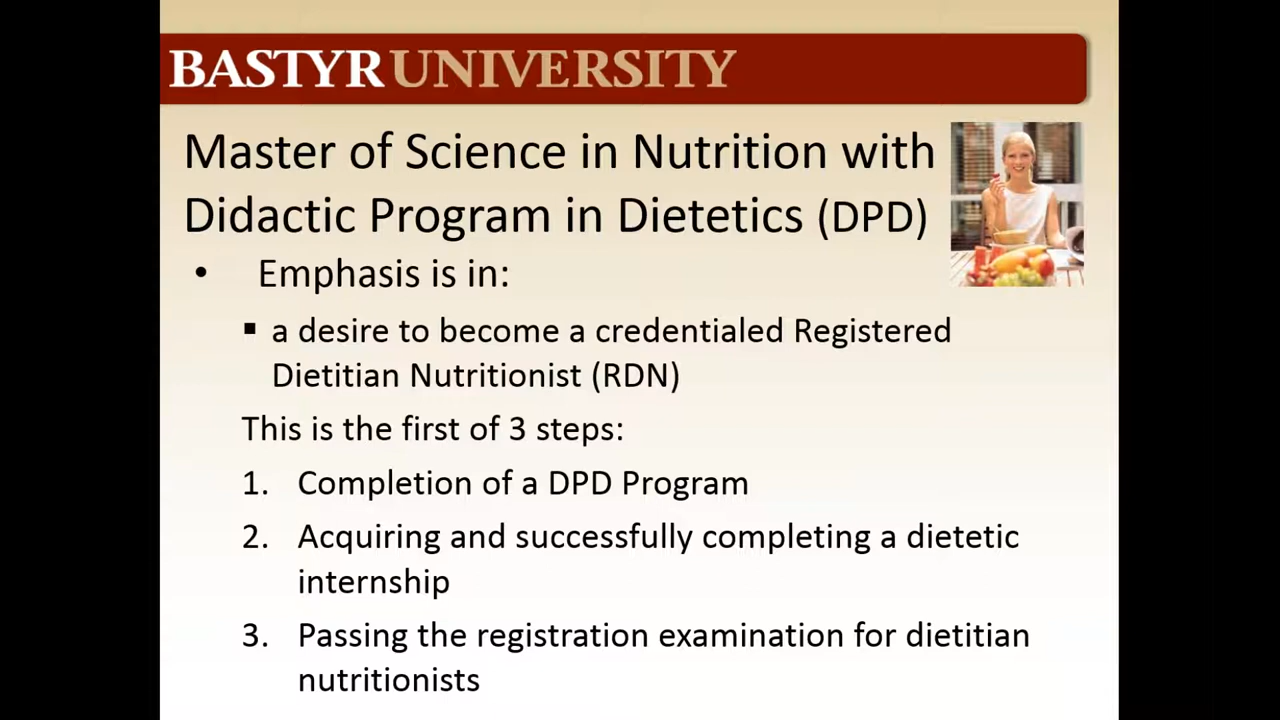 BASTYR UNIVERSITY
Master of Science in Nutrition with
Didactic Program in Dietetics (DPD)
• Emphasis is in:
▪ a desire to become a credentialed Registered
Dietitian Nutritionist (RDN)
This is the first of 3 steps:
1. Completion of a DPD Program
2. Acquiring and successfully completing a dietetic
internship
3. Passing the registration examination for dietitian
nutritionists